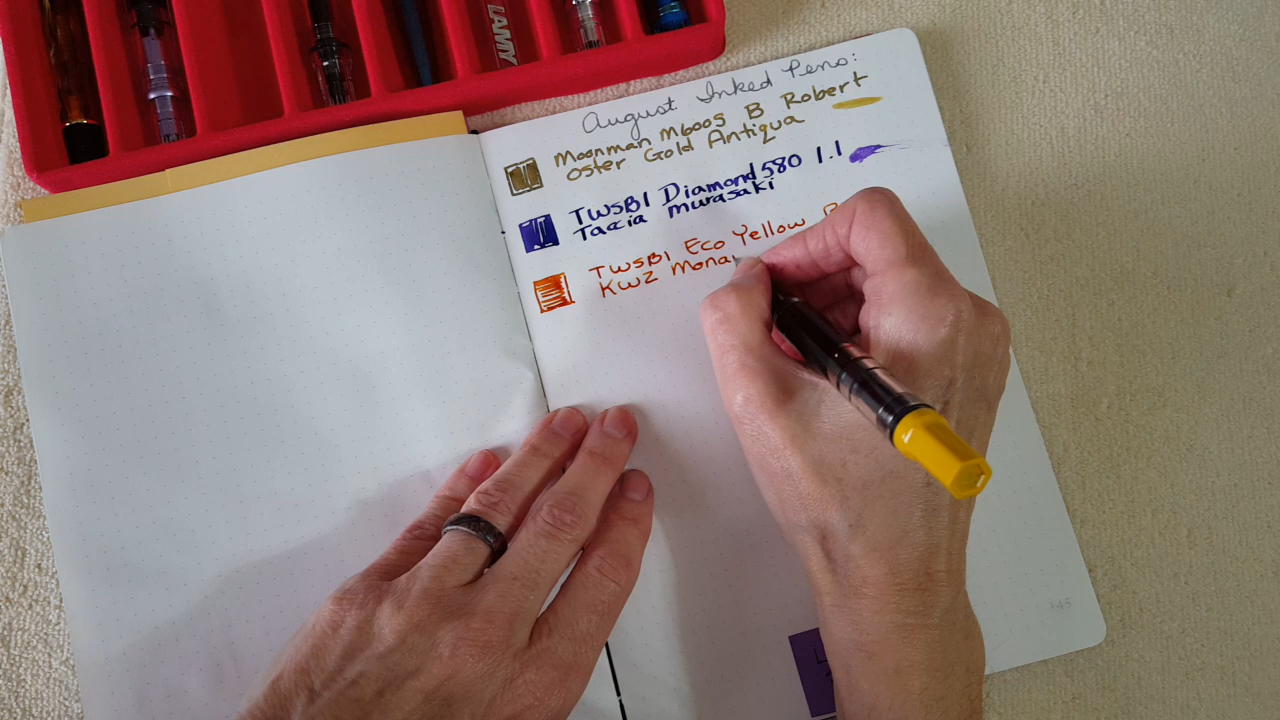 LAMY
August Inked Pens:
Moonman M600S B Robert
Oster Gold Antiqua
TWSBI Diamond 580 1.1
Taccia murasaki
TWSBI Eco Yellow
KWZ
145